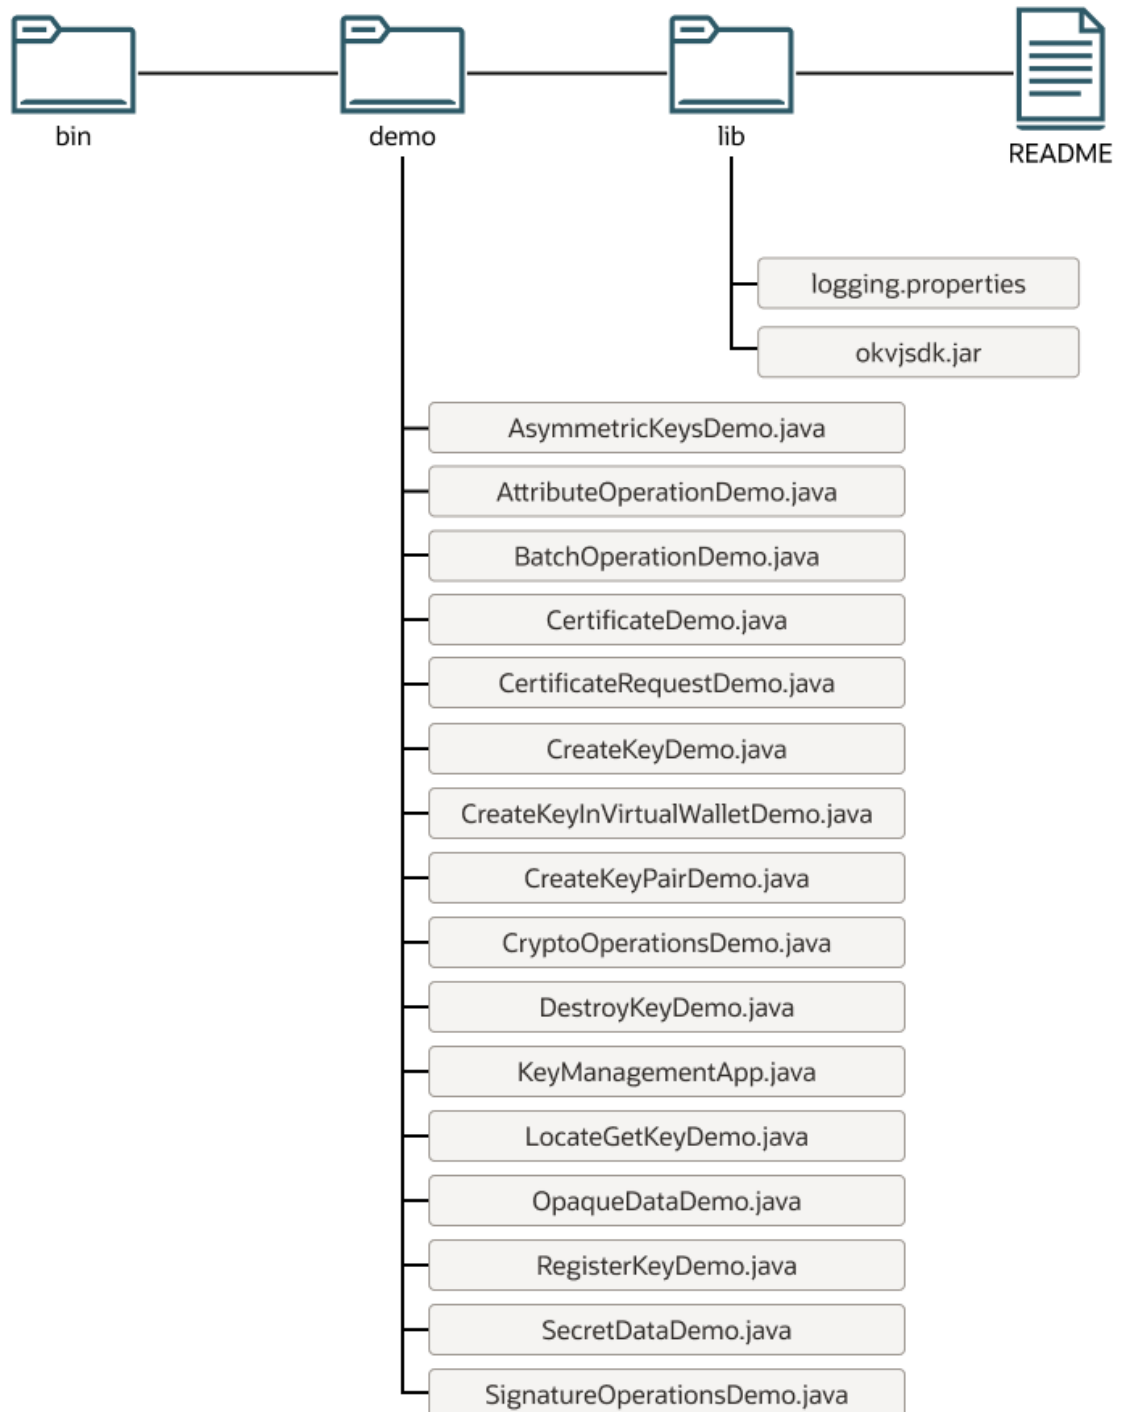 bin
demo
lib
README
logging.properties
okvjsdk.jar
AsymmetricKeysDemo.java
AttributeOperationDemo.java
BatchOperationDemo.java
CertificateDemo.java
CertificateRequestDemo.java
CreateKeyDemo.java
CreateKeyInVirtualWalletDemo.java
CreateKeyPairDemo.java
CryptoOperationsDemo.java
DestroyKeyDemo.java
KeyManagementApp.java
LocateGetKeyDemo.java
OpaqueDataDemo.java
RegisterKeyDemo.java
SecretDataDemo.java
SignatureOperationsDemo.java